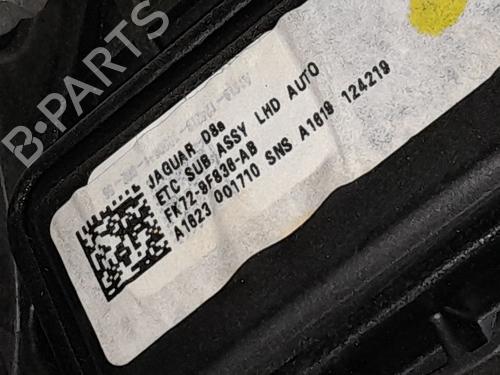 JAGUAR D8a
ETC SUB ASSY LHD AUTO
FK72-9F836-AB
A1623 001710 SNS A1619 124219
B-PARTS